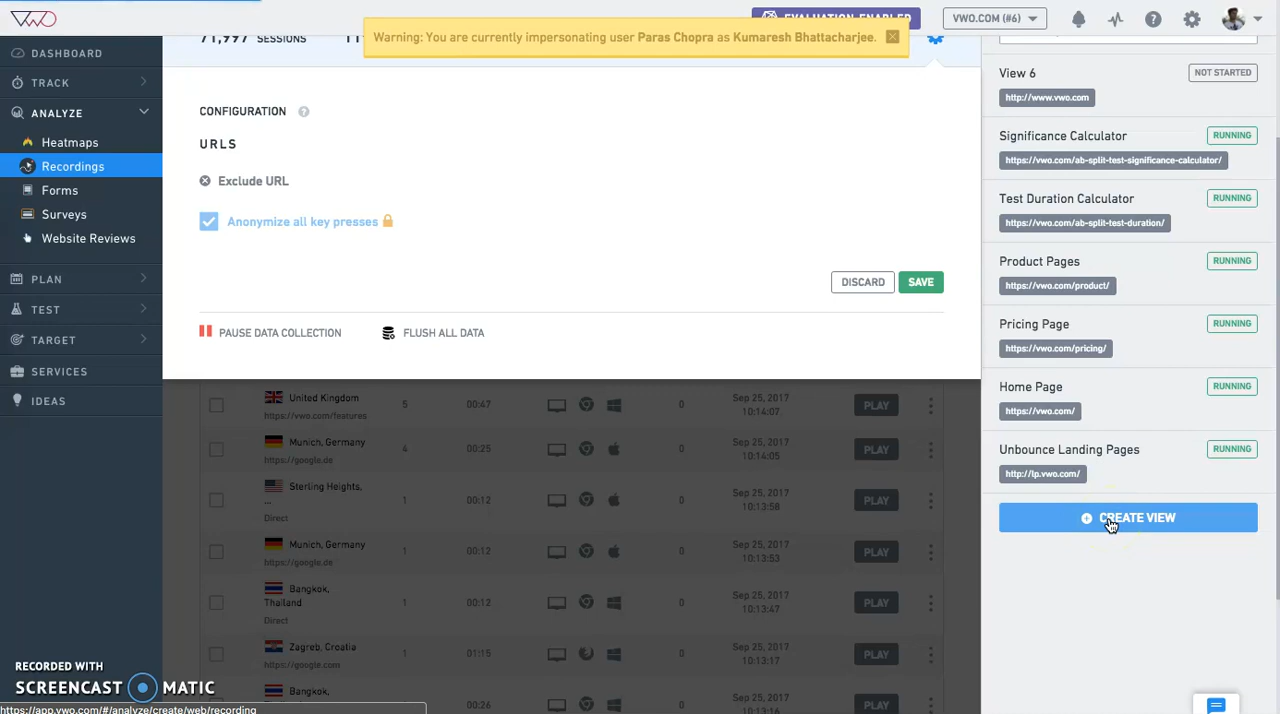 VWO
EVALUATION ENABLED
VWO.COM (#6)
71,997 SESSIONS
Warning: You are currently impersonating user Paras Chopra as Kumaresh Bhattacharjee.
DASHBOARD
TRACK
ANALYZE
Heatmaps
Recordings
Forms
Surveys
Website Reviews
PLAN
TEST
TARGET
SERVICES
IDEAS
CONFIGURATION
URLS
Exclude URL
Anonymize all key presses
DISCARD
SAVE
PAUSE DATA COLLECTION
FLUSH ALL DATA
United Kingdom 5 00:47 0 Sep 25, 2017 PLAY
https://vwo.com/features 10:14:07
Munich, Germany 4 00:25 0 Sep 25, 2017 PLAY
https://google.de 10:14:05
Sterling Heights, 1 00:12 0 Sep 25, 2017 PLAY
... 10:13:58
Direct
Munich, Germany 1 00:12 0 Sep 25, 2017 PLAY
https://google.de 10:13:53
Bangkok, 1 00:12 0 Sep 25, 2017 PLAY
Thailand 10:13:47
Direct
Zagreb, Croatia 1 01:15 0 Sep 25, 2017 PLAY
https://google.com 10:13:17
Bangkok, 1 00:26 0 Sep 25, 2017 PLAY
10:13:16
View 6
NOT STARTED
http://www.vwo.com
Significance Calculator
RUNNING
https://vwo.com/ab-split-test-significance-calculator/
Test Duration Calculator
RUNNING
https://vwo.com/ab-split-test-duration/
Product Pages
RUNNING
https://vwo.com/product/
Pricing Page
RUNNING
https://vwo.com/pricing/
Home Page
RUNNING
https://vwo.com/
Unbounce Landing Pages
RUNNING
http://lp.vwo.com/
CREATE VIEW
RECORDED WITH
SCREENCAST MATIC
https://app.vwo.com/#/analyze/create/web/recording